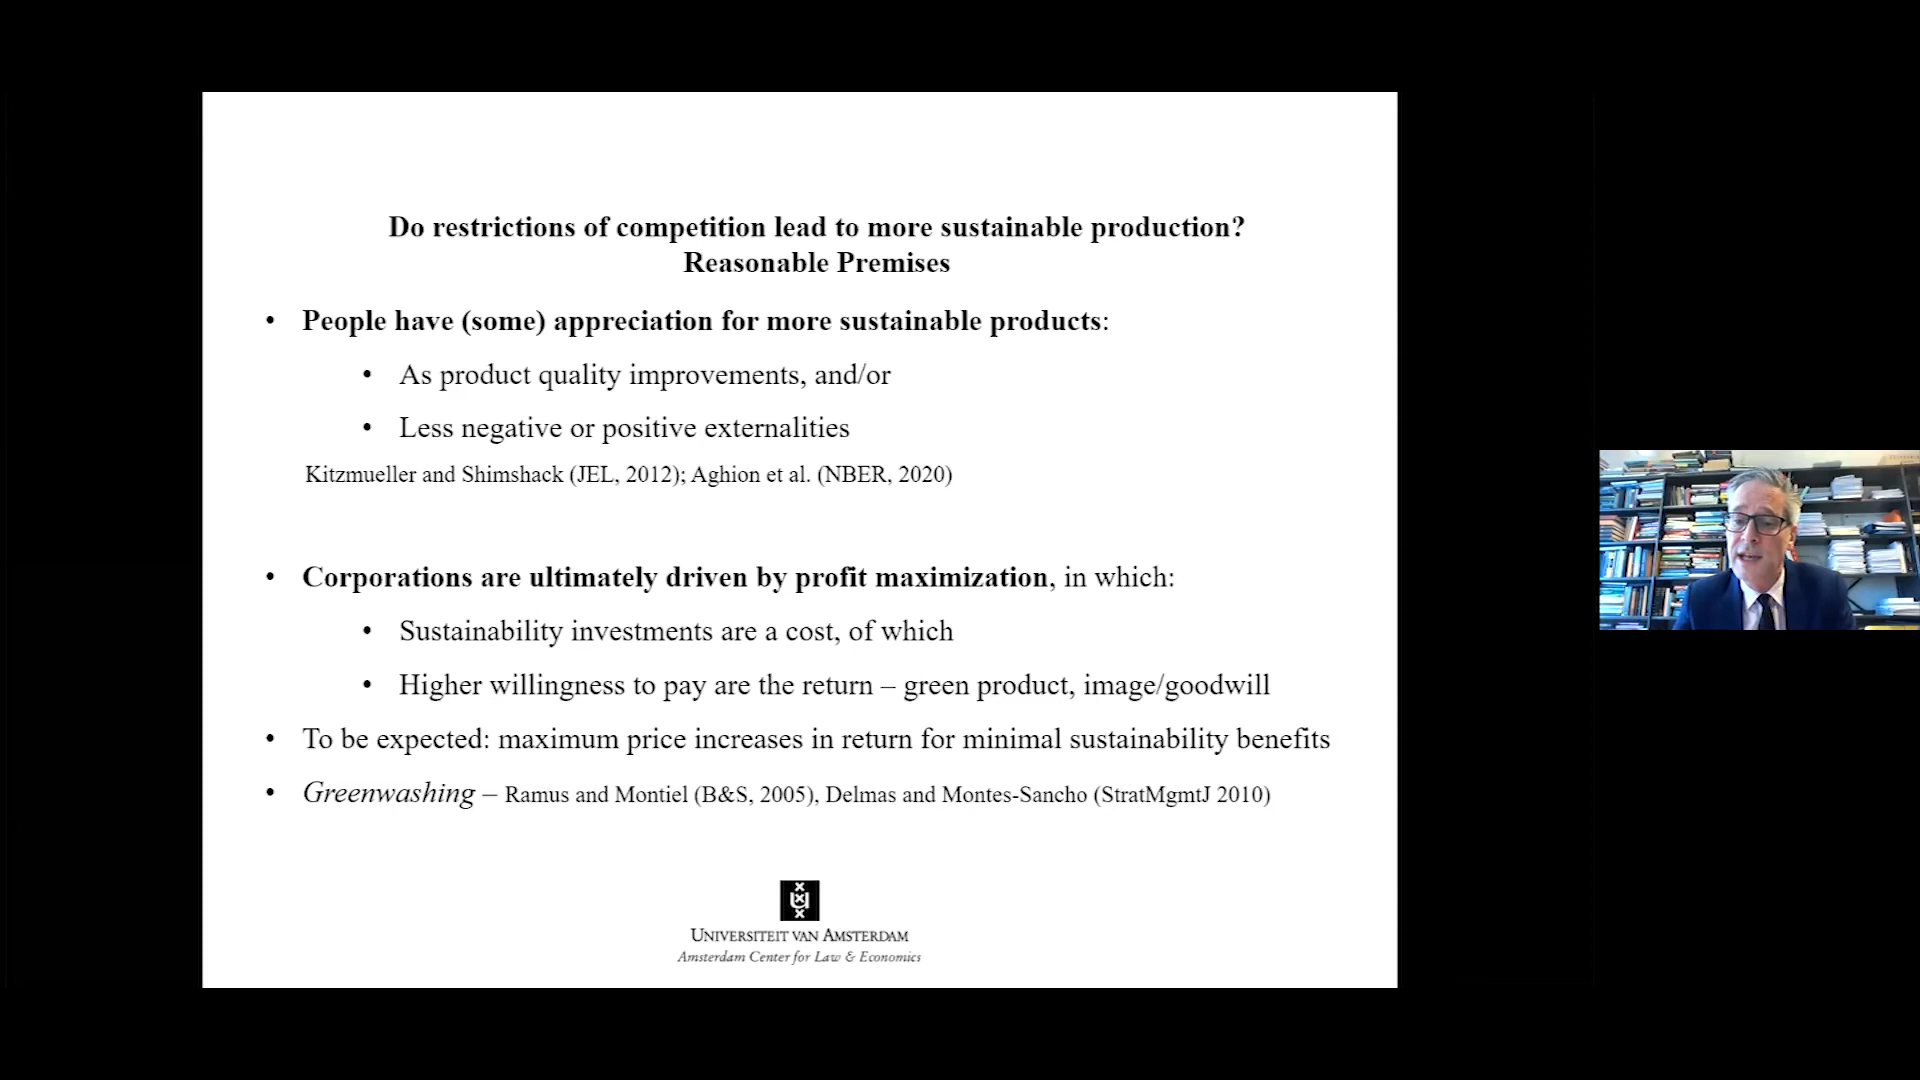 Do restrictions of competition lead to more sustainable production?
Reasonable Premises
• People have (some) appreciation for more sustainable products:
• As product quality improvements, and/or
• Less negative or positive externalities
Kitzmueller and Shimshack (JEL, 2012); Aghion et al. (NBER, 2020)
• Corporations are ultimately driven by profit maximization, in which:
• Sustainability investments are a cost, of which
• Higher willingness to pay are the return – green product, image/goodwill
• To be expected: maximum price increases in return for minimal sustainability benefits
• Greenwashing – Ramus and Montiel (B&S, 2005), Delmas and Montes-Sancho (StratMgmtJ 2010)
UNIVERSITEIT VAN AMSTERDAM
Amsterdam Center for Law & Economics